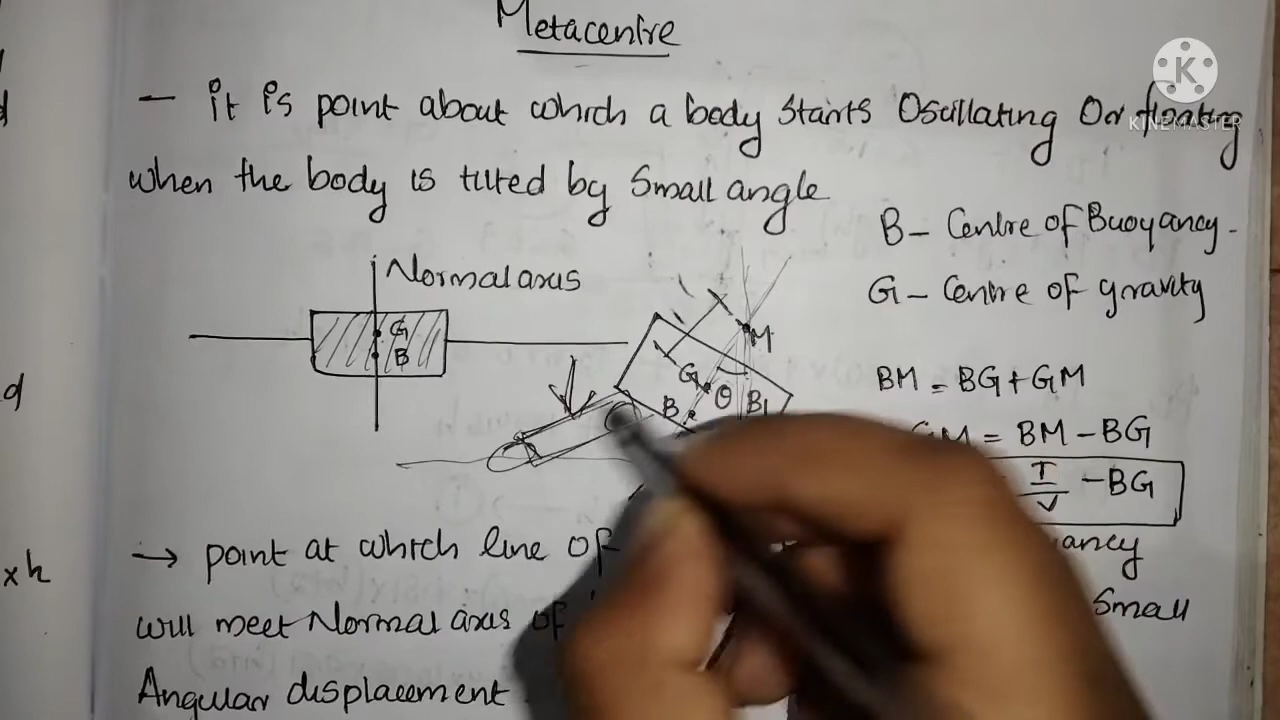 Metacentre
- it is point about which a body starts Oscillating Or floating
when the body is tilted by Small angle
B - Centre of Buoyancy.
G - Centre of gravity
Normal axis
G
B
M
G
θ
B
B1
BM = BG + GM
GM = BM - BG
I/V - BG
→ point at which line of
will meet Normal axis of
Small
Angular displacement
d
x h
K
KINEMASTER